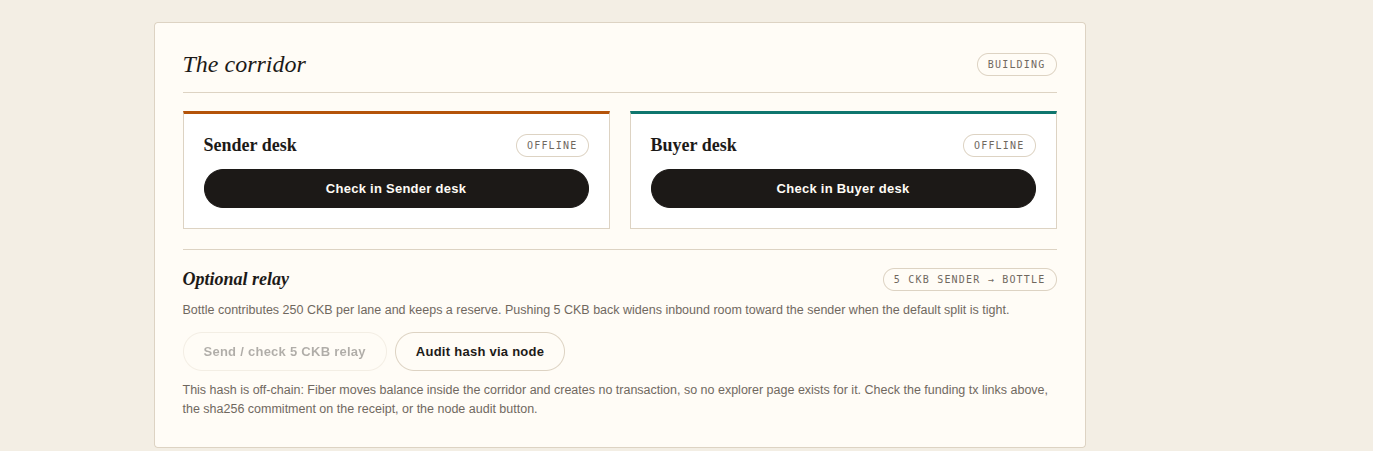 The corridor
BUILDING
Sender desk
OFFLINE
Check in Sender desk
Buyer desk
OFFLINE
Check in Buyer desk
Optional relay
5 CKB SENDER → BOTTLE
Bottle contributes 250 CKB per lane and keeps a reserve. Pushing 5 CKB back widens inbound room toward the sender when the default split is tight.
Send / check 5 CKB relay
Audit hash via node
This hash is off-chain: Fiber moves balance inside the corridor and creates no transaction, so no explorer page exists for it. Check the funding tx links above,
the sha256 commitment on the receipt, or the node audit button.